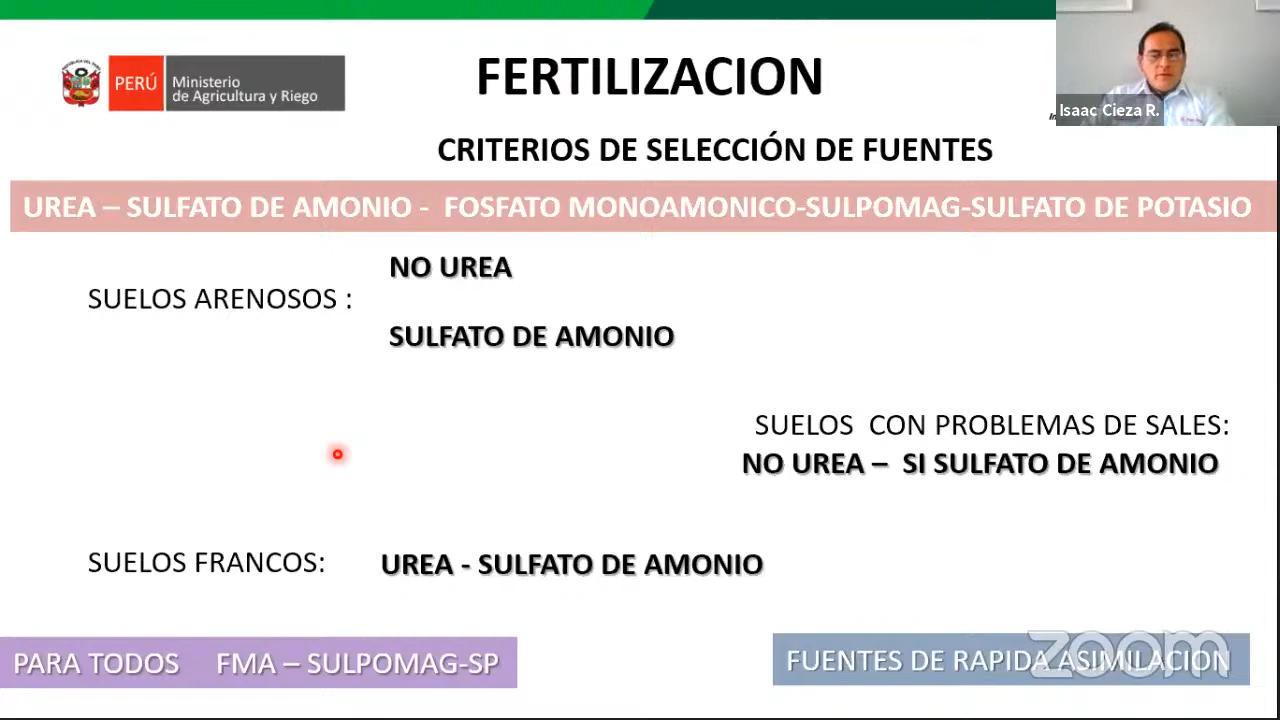 PERÚ
Ministerio
de Agricultura y Riego
FERTILIZACION
Isaac Cieza R.
CRITERIOS DE SELECCIÓN DE FUENTES
UREA – SULFATO DE AMONIO - FOSFATO MONOAMONICO-SULPOMAG-SULFATO DE POTASIO
NO UREA
SUELOS ARENOSOS :
SULFATO DE AMONIO
SUELOS CON PROBLEMAS DE SALES:
NO UREA – SI SULFATO DE AMONIO
SUELOS FRANCOS:
UREA - SULFATO DE AMONIO
PARA TODOS FMA – SULPOMAG-SP
FUENTES DE RAPIDA ASIMILACION
zoom